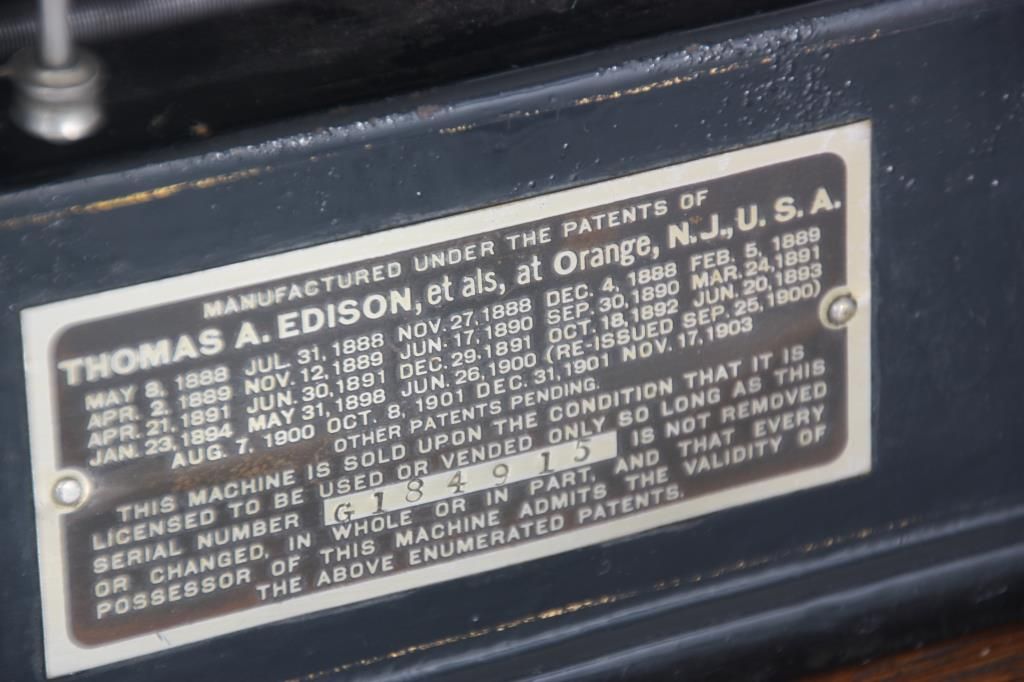 MANUFACTURED UNDER THE PATENTS OF
THOMAS A. EDISON, et als, at Orange, N.J., U.S.A.
MAY 8, 1888 JUL. 31, 1888 NOV. 27, 1888 DEC. 4, 1888 FEB. 5, 1889
APR. 2, 1889 NOV. 12, 1889 JUN. 17, 1890 SEP. 30, 1890 MAR. 24, 1891
APR. 21, 1891 JUN. 30, 1891 DEC. 29, 1891 OCT. 18, 1892 JUN. 20, 1893
JAN. 23, 1894 MAY 31, 1898 JUN. 26, 1900 (RE-ISSUED SEP. 25, 1900)
AUG. 7, 1900 OCT. 8, 1901 DEC. 31, 1901 NOV. 17, 1903
OTHER PATENTS PENDING.
THIS MACHINE IS SOLD UPON THE CONDITION THAT IT IS
LICENSED TO BE USED OR VENDED ONLY SO LONG AS THIS
SERIAL NUMBER G184915 IS NOT REMOVED
OR CHANGED, IN WHOLE OR IN PART, AND THAT EVERY
POSSESSOR OF THIS MACHINE ADMITS THE VALIDITY OF
THE ABOVE ENUMERATED PATENTS.